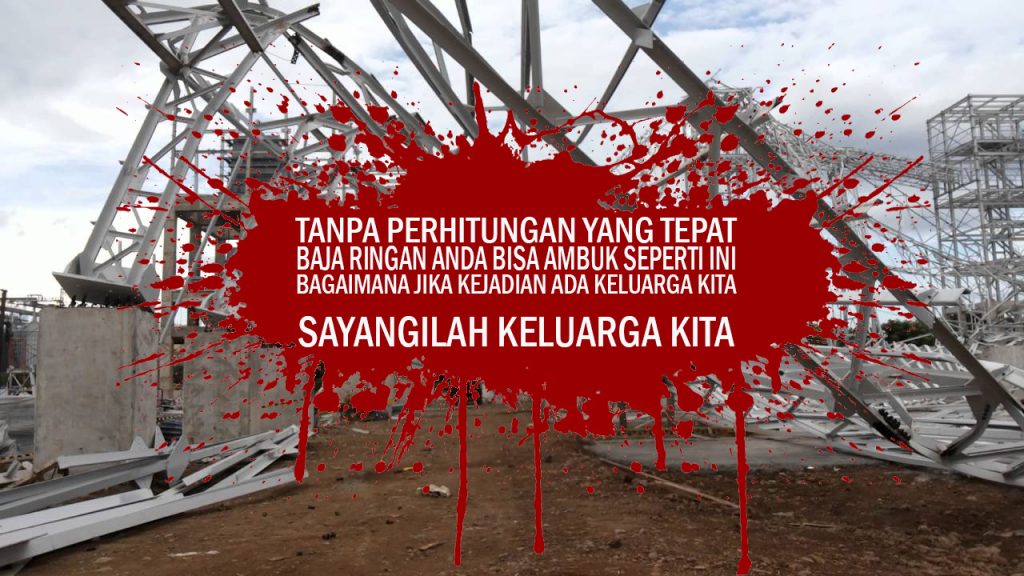 TANPA PERHITUNGAN YANG TEPAT
BAJA RINGAN ANDA BISA AMBUK SEPERTI INI
BAGAIMANA JIKA KEJADIAN ADA KELUARGA KITA
SAYANGILAH KELUARGA KITA